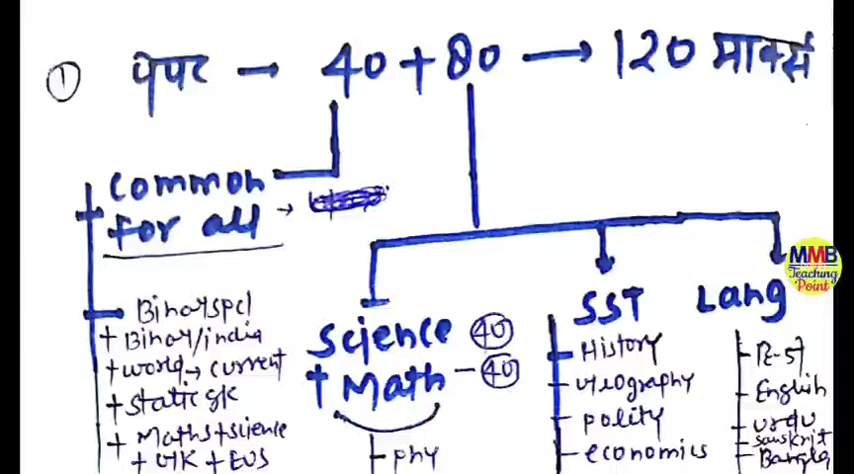 ① पेपर → 40 + 80 → 120 मार्क्स
Common
for all →
Bihar spcl
+ Bihar/india
+ world → current
+ static gk
+ Maths + science
+ GK + EVS
Science 40
+ Math - 40
phy
SST
History
Geography
polity
economics
Lang
English
urdu
sanskrit
Bangla
MMB
Teaching
Point